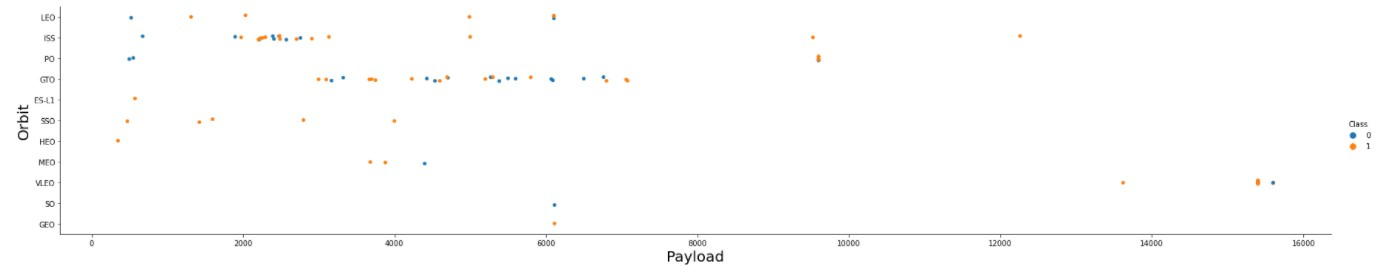 Orbit
LEO
ISS
PO
GTO
ES-L1
SSO
HEO
MEO
VLEO
SO
GEO
0 2000 4000 6000 8000 10000 12000 14000 16000
Payload
Class
0
1